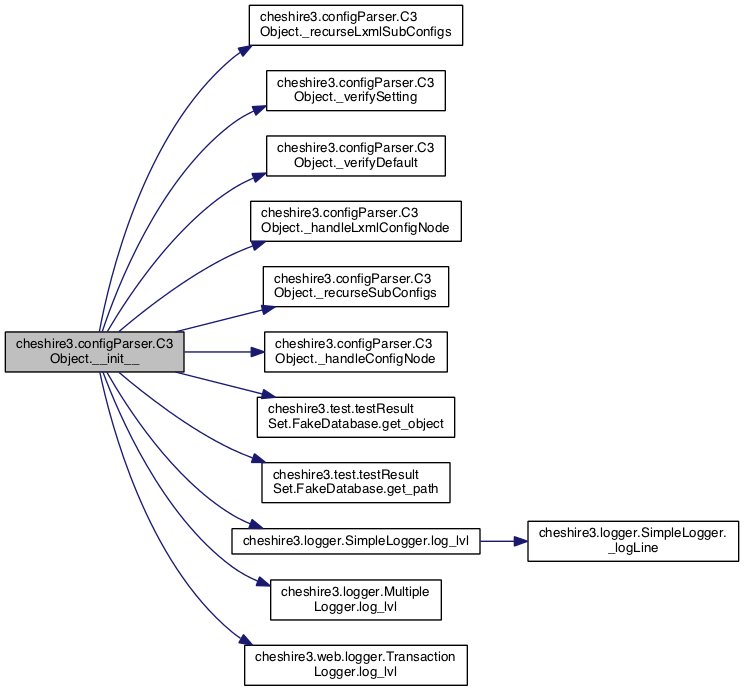 cheshire3.configParser.C3
Object._recurseLxmlSubConfigs
cheshire3.configParser.C3
Object._verifySetting
cheshire3.configParser.C3
Object._verifyDefault
cheshire3.configParser.C3
Object._handleLxmlConfigNode
cheshire3.configParser.C3
Object._recurseSubConfigs
cheshire3.configParser.C3
Object.__init__
cheshire3.configParser.C3
Object._handleConfigNode
cheshire3.test.testResult
Set.FakeDatabase.get_object
cheshire3.test.testResult
Set.FakeDatabase.get_path
cheshire3.logger.SimpleLogger.log_lvl
cheshire3.logger.SimpleLogger.
_logLine
cheshire3.logger.Multiple
Logger.log_lvl
cheshire3.web.logger.Transaction
Logger.log_lvl